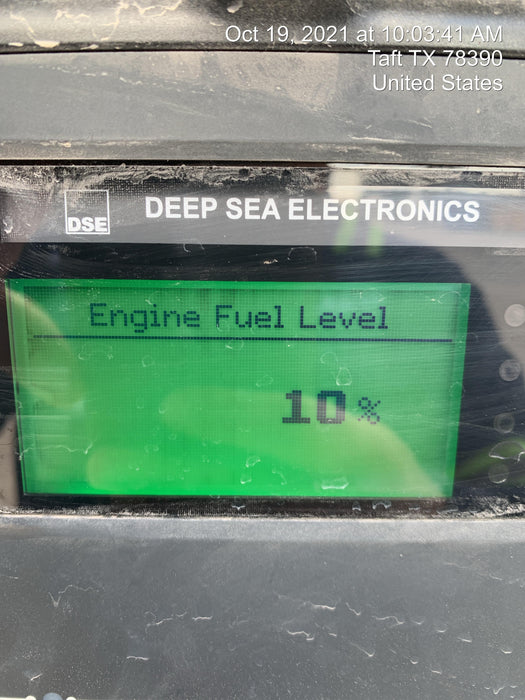 Oct 19, 2021 at 10:03:41 AM
Taft TX 78390
United States
DSE DEEP SEA ELECTRONICS
Engine Fuel Level
10 %